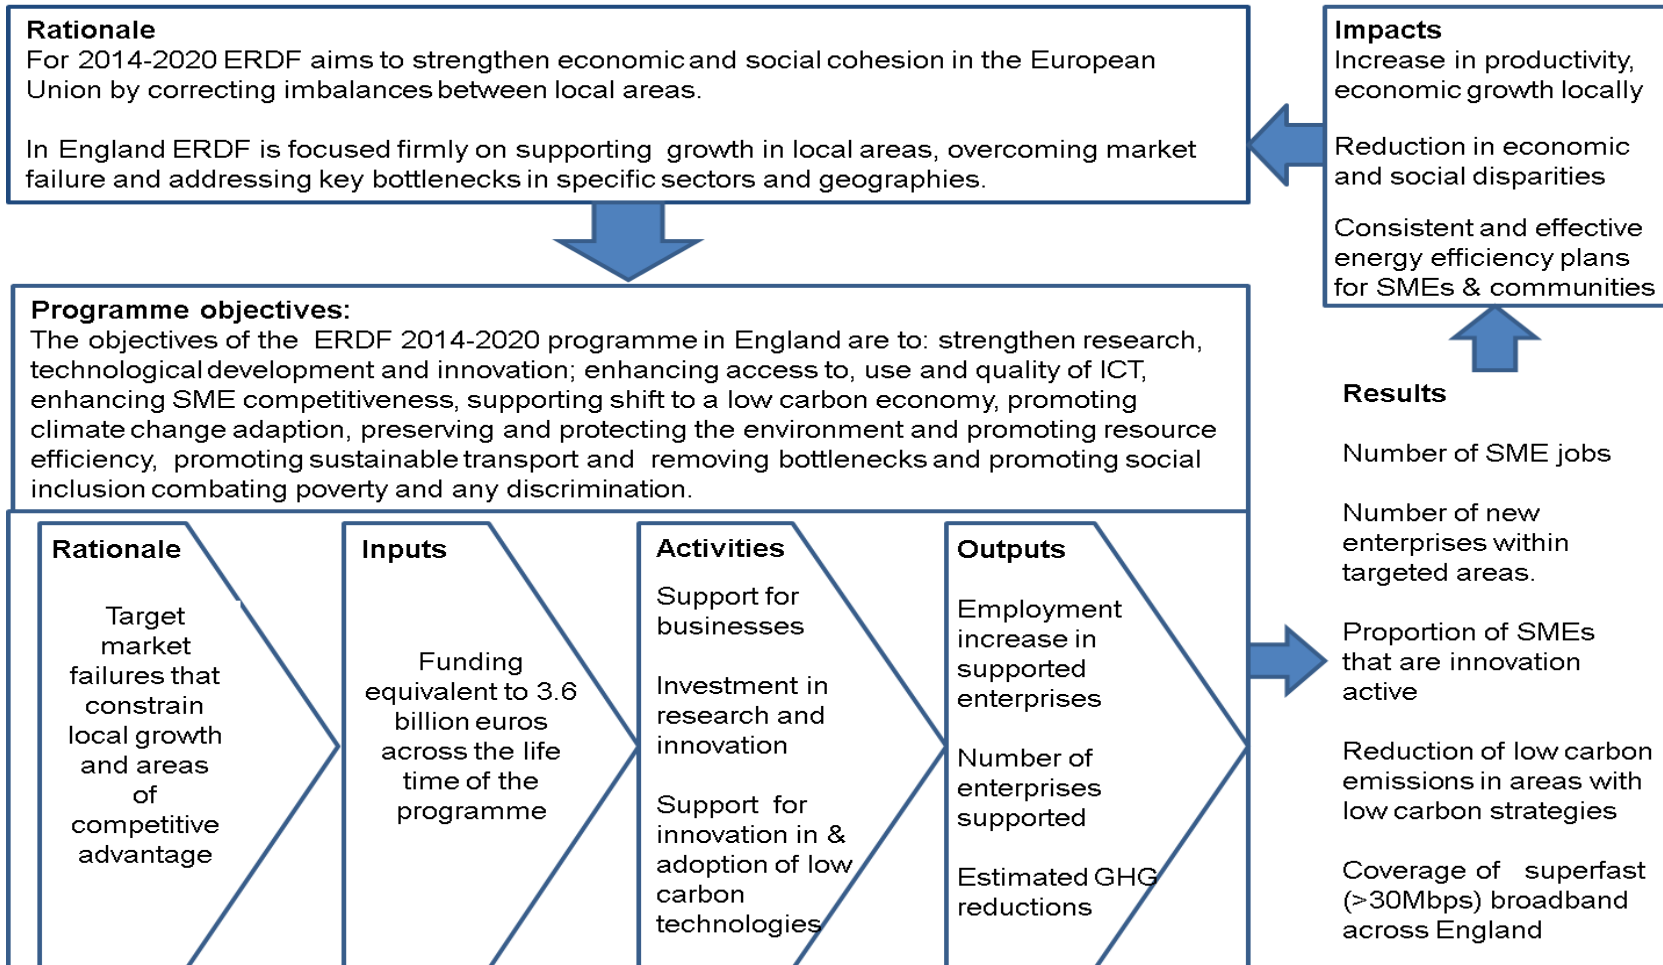 Rationale
For 2014-2020 ERDF aims to strengthen economic and social cohesion in the European
Union by correcting imbalances between local areas.
In England ERDF is focused firmly on supporting growth in local areas, overcoming market
failure and addressing key bottlenecks in specific sectors and geographies.
Programme objectives:
The objectives of the ERDF 2014-2020 programme in England are to: strengthen research,
technological development and innovation; enhancing access to, use and quality of ICT,
enhancing SME competitiveness, supporting shift to a low carbon economy, promoting
climate change adaption, preserving and protecting the environment and promoting resource
efficiency, promoting sustainable transport and removing bottlenecks and promoting social
inclusion combating poverty and any discrimination.
Rationale
Target
market
failures that
constrain
local growth
and areas
of
competitive
advantage
Inputs
Funding
equivalent to 3.6
billion euros
across the life
time of the
programme
Activities
Support for
businesses
Investment in
research and
innovation
Support for
innovation in &
adoption of low
carbon
technologies
Outputs
Employment
increase in
supported
enterprises
Number of
enterprises
supported
Estimated GHG
reductions
Results
Number of SME jobs
Number of new
enterprises within
targeted areas.
Proportion of SMEs
that are innovation
active
Reduction of low carbon
emissions in areas with
low carbon strategies
Coverage of superfast
(>30Mbps) broadband
across England
Impacts
Increase in productivity,
economic growth locally
Reduction in economic
and social disparities
Consistent and effective
energy efficiency plans
for SMEs & communities